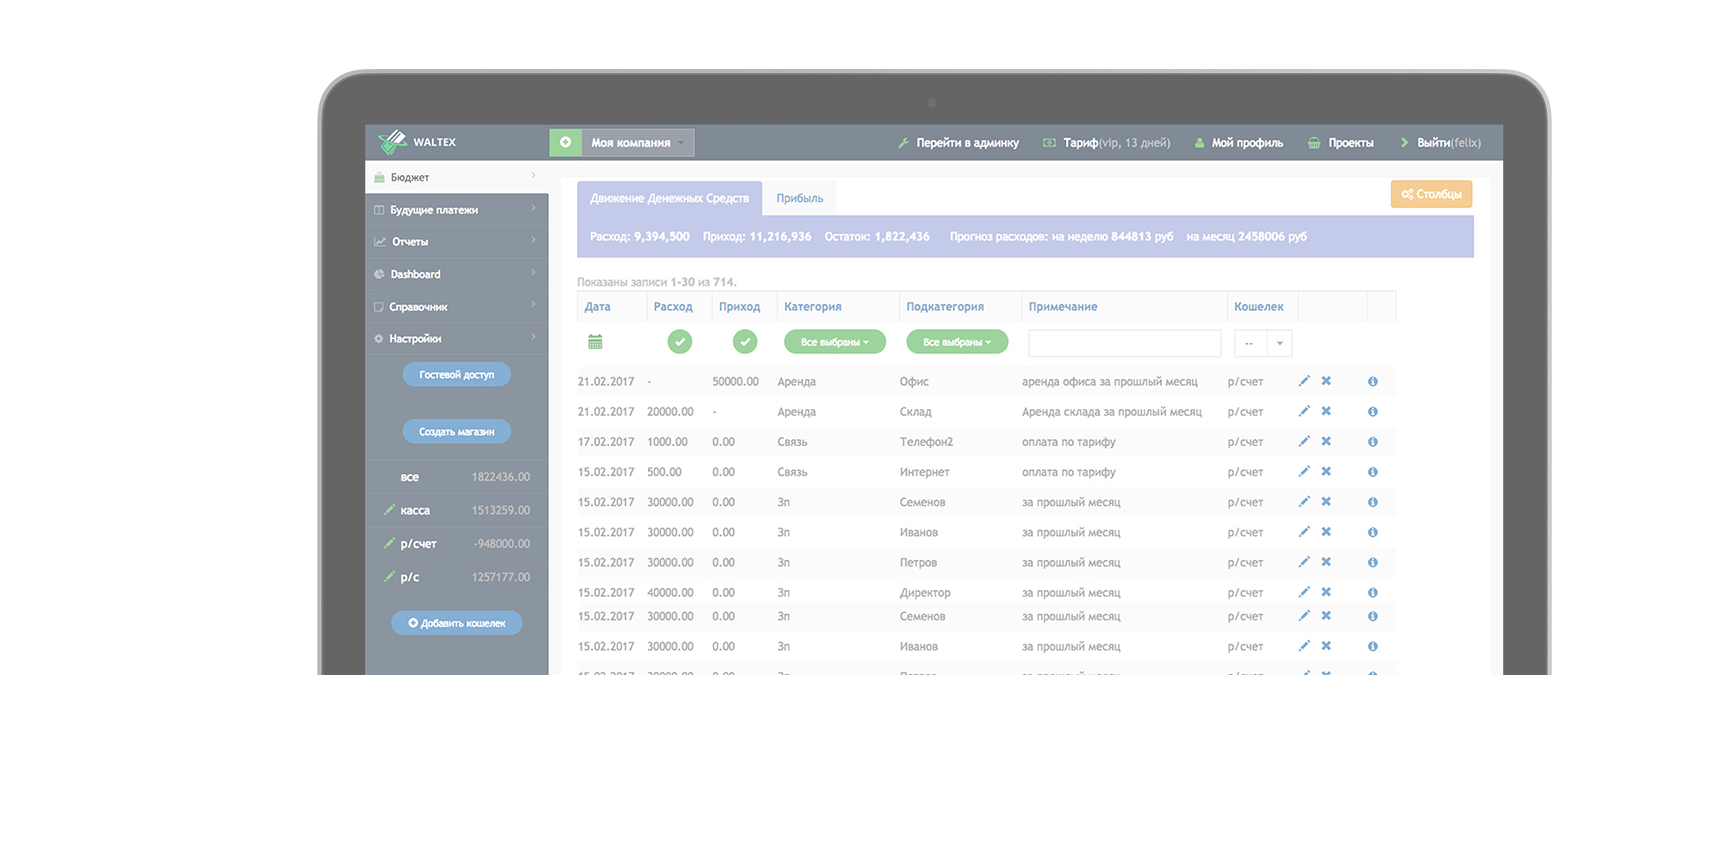 WALTEX
Моя компания
Перейти в админку
Тариф(vip, 13 дней)
Мой профиль
Проекты
Выйти(felix)
Бюджет
Будущие платежи
Отчеты
Dashboard
Справочник
Настройки
Гостевой доступ
Создать магазин
все 1822436.00
касса 1513259.00
р/счет -948000.00
р/с 1257177.00
Добавить кошелек
Движение Денежных Средств
Прибыль
Столбцы
Расход: 9,394,500 Приход: 11,216,936 Остаток: 1,822,436 Прогноз расходов: на неделю 844813 руб на месяц 2458006 руб
Показаны записи 1-30 из 714.
Дата Расход Приход Категория Подкатегория Примечание Кошелек
Все выбраны Все выбраны --
21.02.2017 - 50000.00 Аренда Офис аренда офиса за прошлый месяц р/счет
21.02.2017 20000.00 - Аренда Склад Аренда склада за прошлый месяц р/счет
17.02.2017 1000.00 0.00 Связь Телефон2 оплата по тарифу р/счет
15.02.2017 500.00 0.00 Связь Интернет оплата по тарифу р/счет
15.02.2017 30000.00 0.00 Зп Семенов за прошлый месяц р/счет
15.02.2017 30000.00 0.00 Зп Иванов за прошлый месяц р/счет
15.02.2017 30000.00 0.00 Зп Петров за прошлый месяц р/счет
15.02.2017 40000.00 0.00 Зп Директор за прошлый месяц р/счет
15.02.2017 30000.00 0.00 Зп Семенов за прошлый месяц р/счет
15.02.2017 30000.00 0.00 Зп Иванов за прошлый месяц р/счет